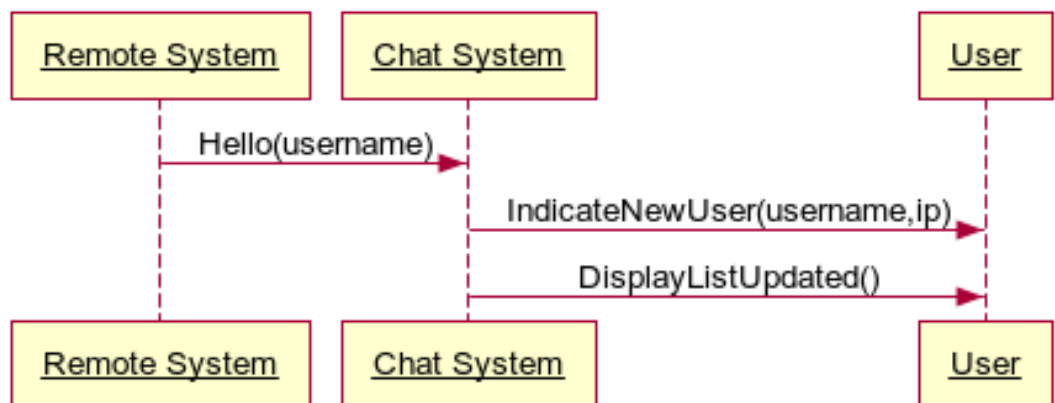 Remote System
Chat System
User
Hello(username)
IndicateNewUser(username,ip)
DisplayListUpdated()
Remote System
Chat System
User